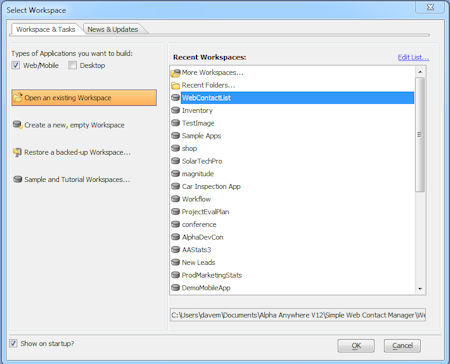 Select Workspace
Workspace & Tasks
News & Updates
Types of Applications you want to build:
Web/Mobile
Desktop
Open an existing Workspace
Create a new, empty Workspace
Restore a backed-up Workspace...
Sample and Tutorial Workspaces...
Recent Workspaces:
Edit List...
More Workspaces...
Recent Folders...
WebContactList
Inventory
TestImage
Sample Apps
shop
SolarTechPro
magnitude
Car Inspection App
Workflow
ProjectEvalPlan
conference
AlphaDevCon
AAStats3
New Leads
ProdMarketingStats
DemoMobileApp
C:\Users\davem\Documents\Alpha Anywhere V12\Simple Web Contact Manager\We
Show on startup?
OK
Cancel